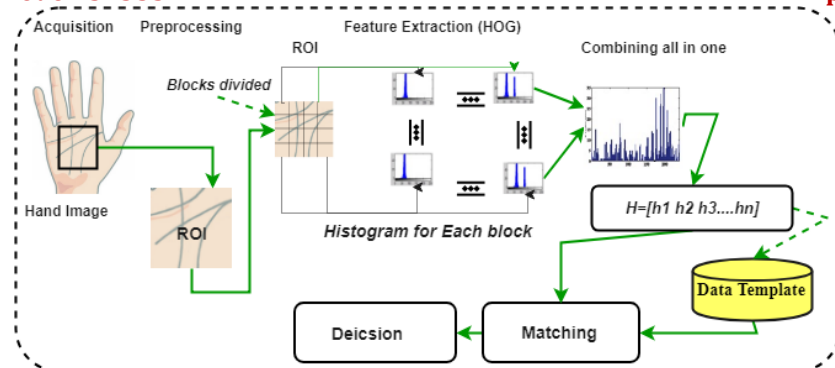 Acquisition
Preprocessing
Feature Extraction (HOG)
ROI
Combining all in one
Blocks divided
Hand Image
ROI
Histogram for Each block
H=[h1 h2 h3....hn]
Data Template
Matching
Deicsion